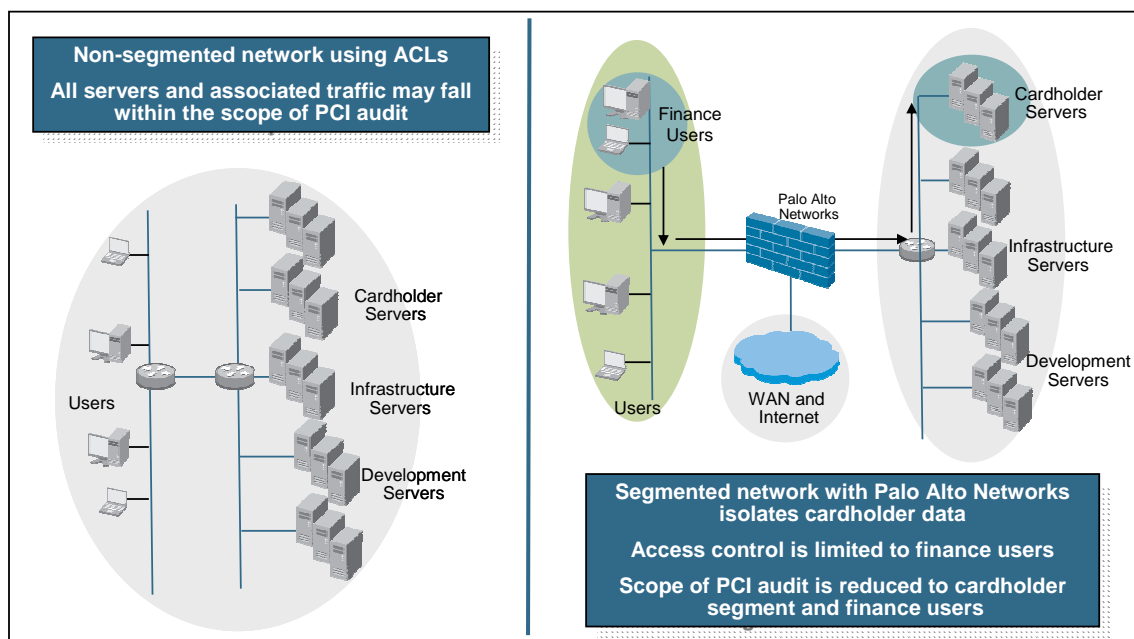 Non-segmented network using ACLs
All servers and associated traffic may fall
within the scope of PCI audit
Users
Cardholder
Servers
Infrastructure
Servers
Development
Servers
Finance
Users
Users
Palo Alto
Networks
WAN and
Internet
Cardholder
Servers
Infrastructure
Servers
Development
Servers
Segmented network with Palo Alto Networks
isolates cardholder data
Access control is limited to finance users
Scope of PCI audit is reduced to cardholder
segment and finance users